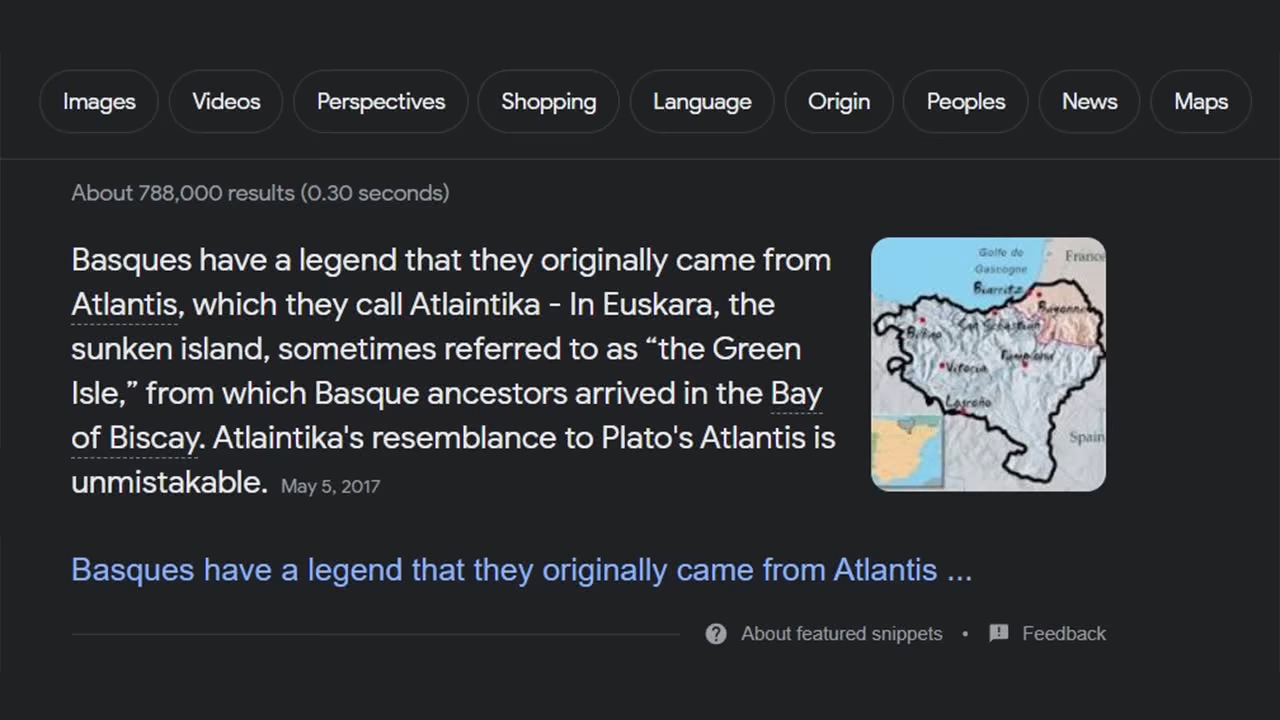 Images Videos Perspectives Shopping Language Origin Peoples News Maps
About 788,000 results (0.30 seconds)
Basques have a legend that they originally came from
Atlantis, which they call Atlaintika - In Euskara, the
sunken island, sometimes referred to as “the Green
Isle,” from which Basque ancestors arrived in the Bay
of Biscay. Atlaintika's resemblance to Plato's Atlantis is
unmistakable. May 5, 2017
Golfe de
Gascogne
France
Biarritz
Bayonne
Bilbao
San Sebastian
Pamplona
Vitoria
Logroño
Spain
Basques have a legend that they originally came from Atlantis ...
About featured snippets • Feedback